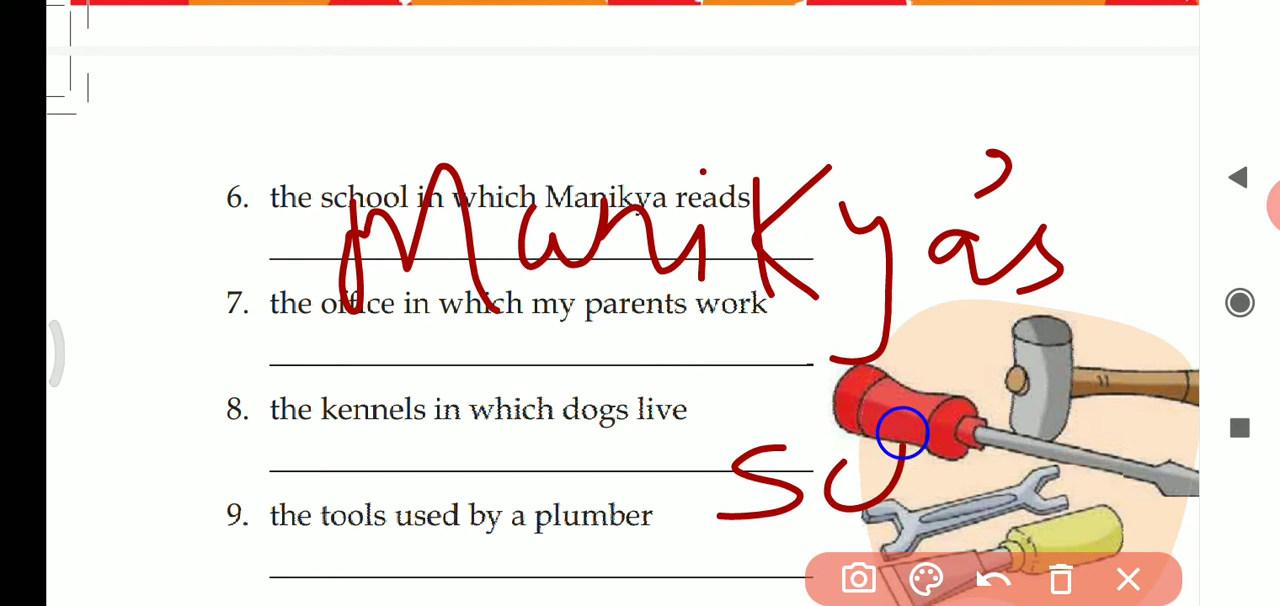 6. the school in which Manikya reads
Manikya's
7. the office in which my parents work
8. the kennels in which dogs live
sc
9. the tools used by a plumber